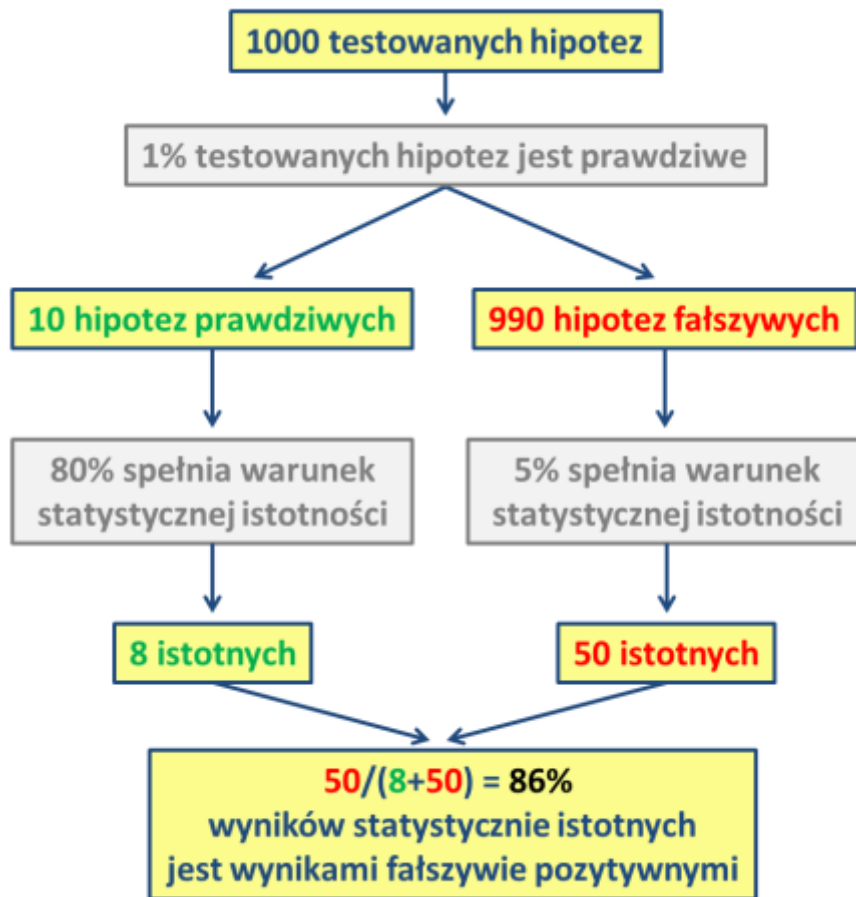 1000 testowanych hipotez
1% testowanych hipotez jest prawdziwe
10 hipotez prawdziwych
990 hipotez fałszywych
80% spełnia warunek
statystycznej istotności
5% spełnia warunek
statystycznej istotności
8 istotnych
50 istotnych
50/(8+50) = 86%
wyników statystycznie istotnych
jest wynikami fałszywie pozytywnymi